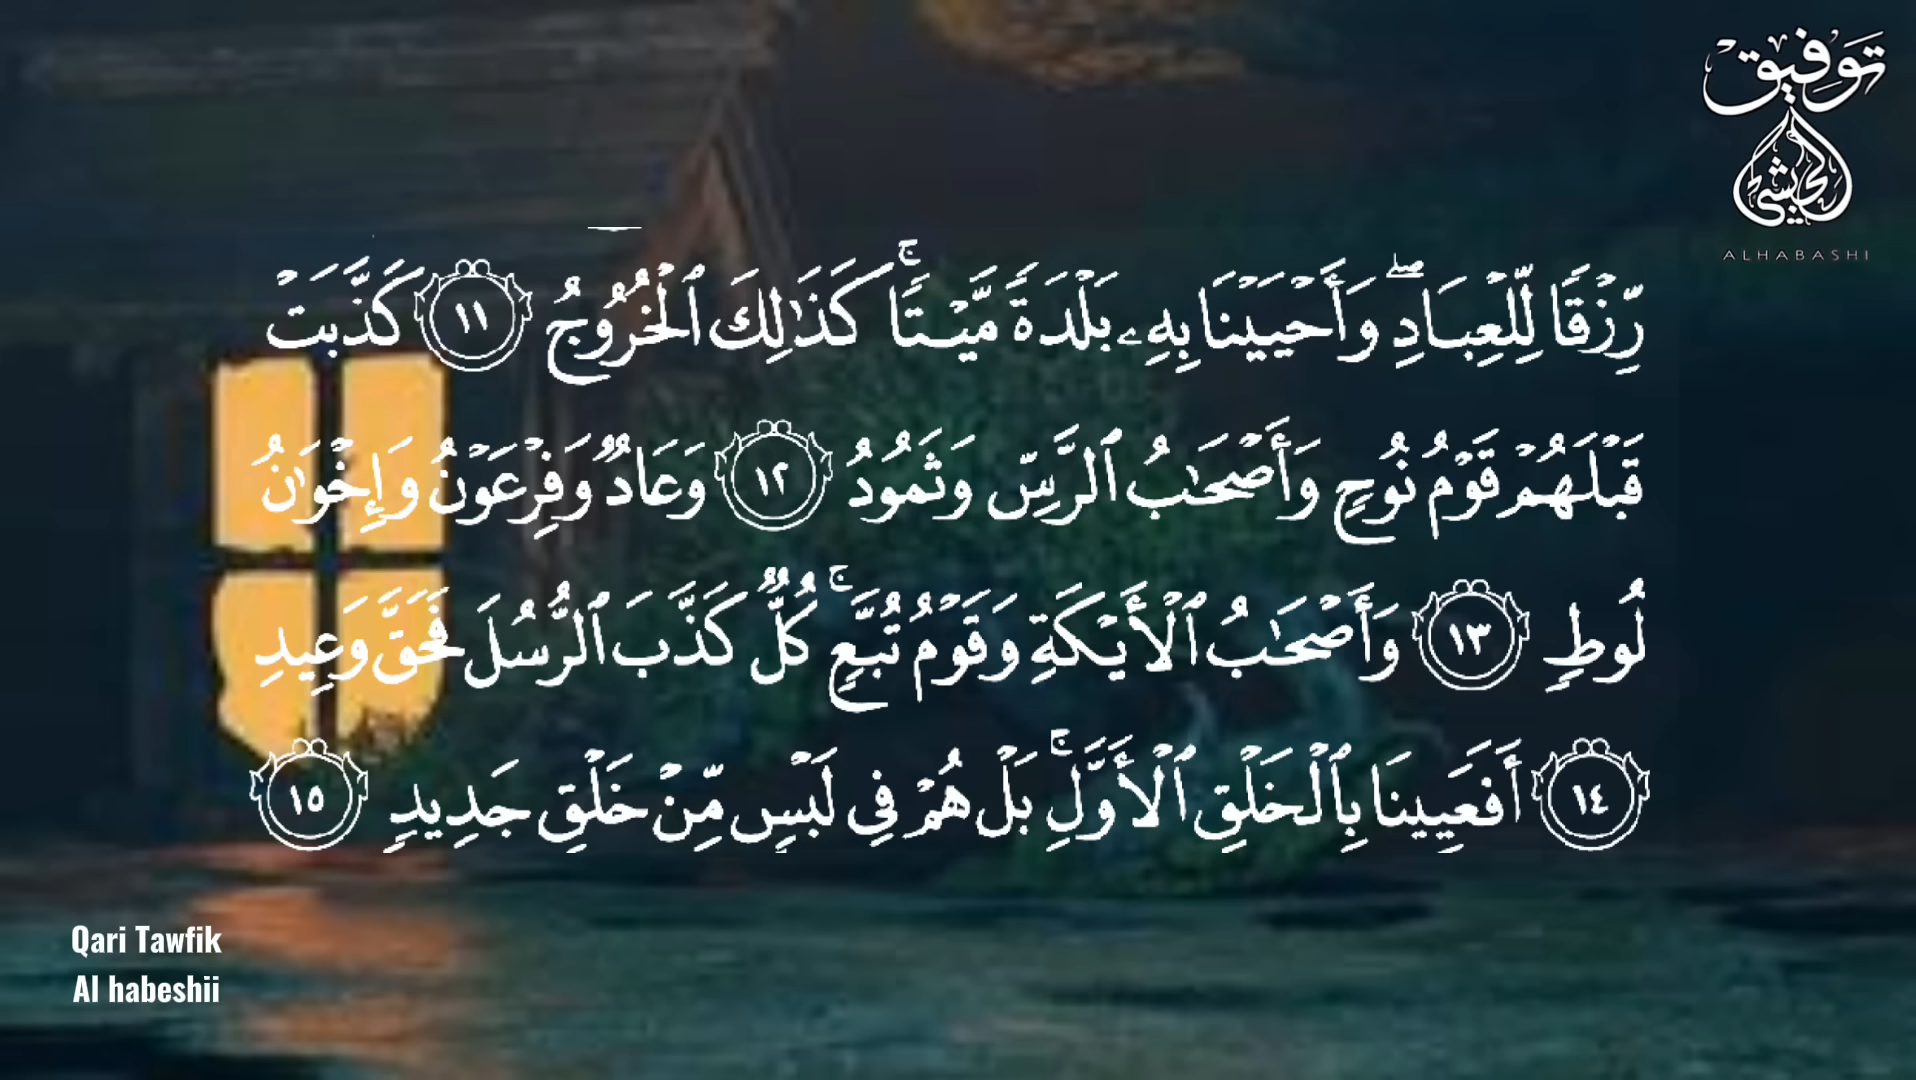 توفيق
الحبشي
ALHABASHI
رِّزْقًا لِّلْعِبَادِ ۖ وَأَحْيَيْنَا بِهِۦ بَلْدَةً مَّيْتًا ۚ كَذَٰلِكَ ٱلْخُرُوجُ ١١ كَذَّبَتْ
قَبْلَهُمْ قَوْمُ نُوحٍ وَأَصْحَٰبُ ٱلرَّسِّ وَثَمُودُ ١٢ وَعَادٌ وَفِرْعَوْنُ وَإِخْوَٰنُ
لُوطٍ ١٣ وَأَصْحَٰبُ ٱلْأَيْكَةِ وَقَوْمُ تُبَّعٍ ۚ كُلٌّ كَذَّبَ ٱلرُّسُلَ فَحَقَّ وَعِيدِ
١٤ أَفَعَيِينَا بِٱلْخَلْقِ ٱلْأَوَّلِ ۚ بَلْ هُمْ فِى لَبْسٍ مِّنْ خَلْقٍ جَدِيدٍ ١٥
Qari Tawfik
Al habeshii